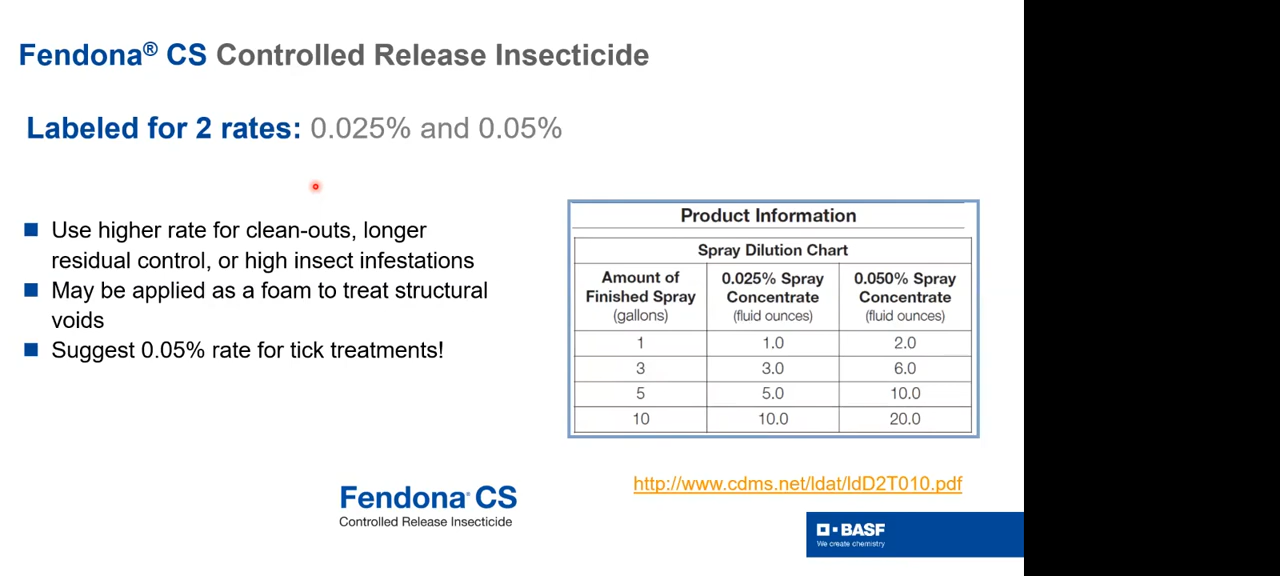 Fendona® CS Controlled Release Insecticide
Labeled for 2 rates: 0.025% and 0.05%
Use higher rate for clean-outs, longer
residual control, or high insect infestations
May be applied as a foam to treat structural
voids
Suggest 0.05% rate for tick treatments!
Product Information
Spray Dilution Chart
Amount of Finished Spray (gallons) 0.025% Spray Concentrate (fluid ounces) 0.050% Spray Concentrate (fluid ounces)
1 1.0 2.0
3 3.0 6.0
5 5.0 10.0
10 10.0 20.0
http://www.cdms.net/ldat/ldD2T010.pdf
Fendona® CS
Controlled Release Insecticide
BASF
We create chemistry